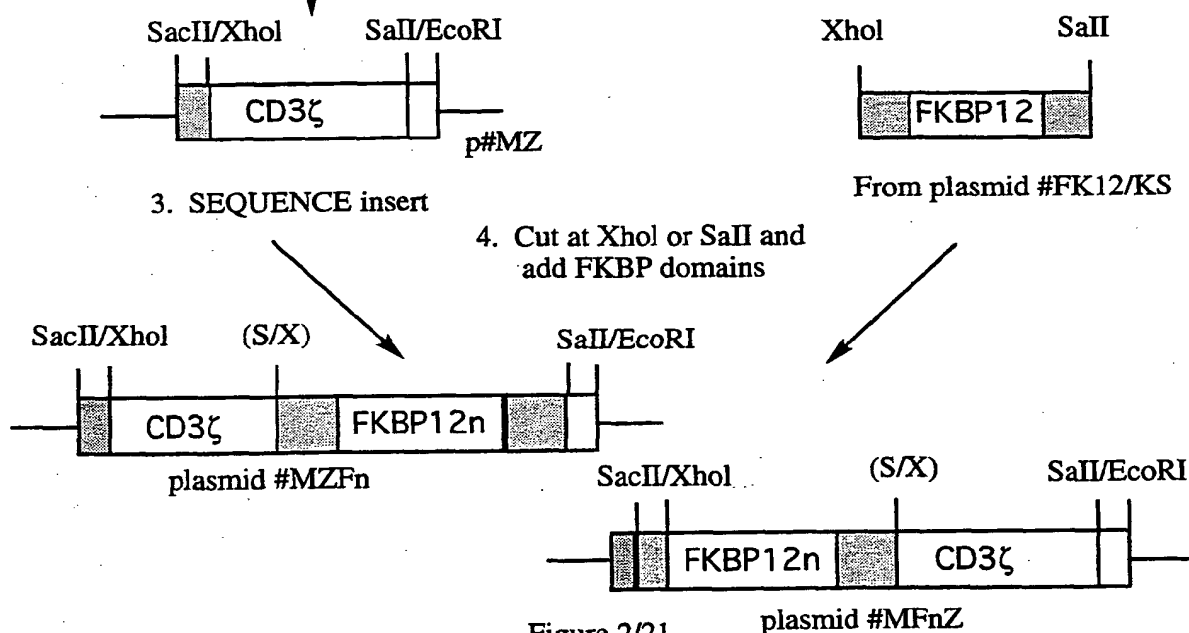 SacII/XhoI
SalI/EcoRI
XhoI
SalI
CD3ζ
p#MZ
FKBP12
From plasmid #FK12/KS
3. SEQUENCE insert
4. Cut at XhoI or SalI and
add FKBP domains
SacII/XhoI
(S/X)
SalI/EcoRI
CD3ζ
FKBP12n
plasmid #MZFn
SacII/XhoI
(S/X)
SalI/EcoRI
FKBP12n
CD3ζ
plasmid #MFnZ
Figure 2/21